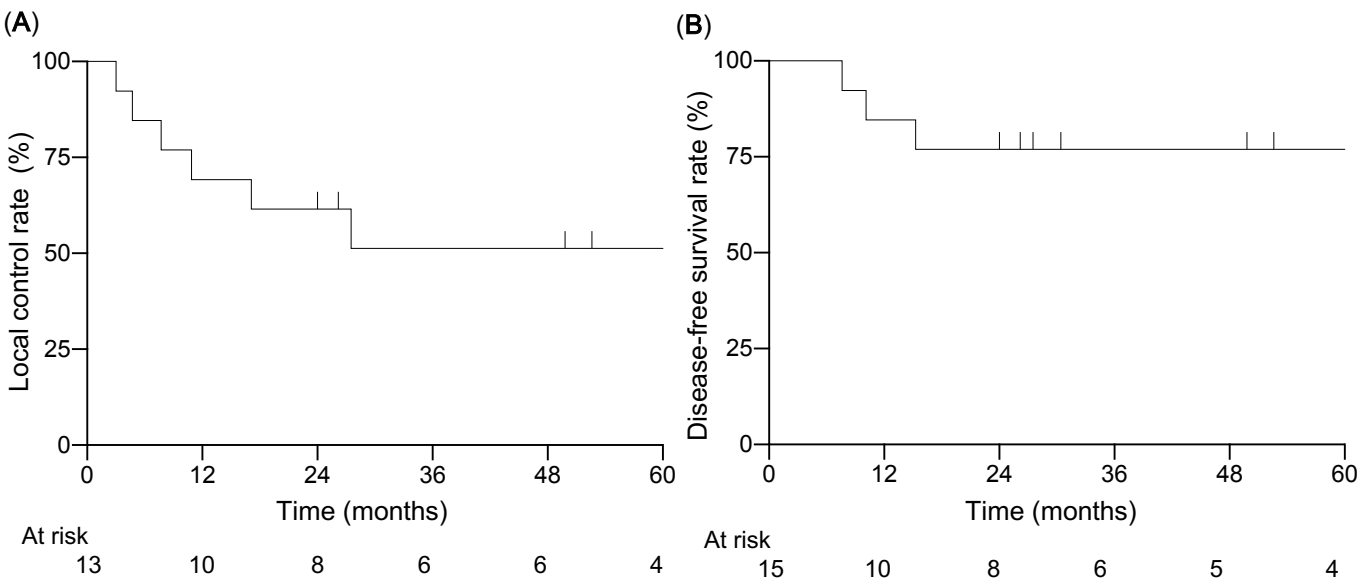 (A)
Local control rate (%)
100
75
50
25
0
0 12 24 36 48 60
Time (months)
At risk
13 10 8 6 6 4
(B)
Disease-free survival rate (%)
100
75
50
25
0
0 12 24 36 48 60
Time (months)
At risk
15 10 8 6 5 4